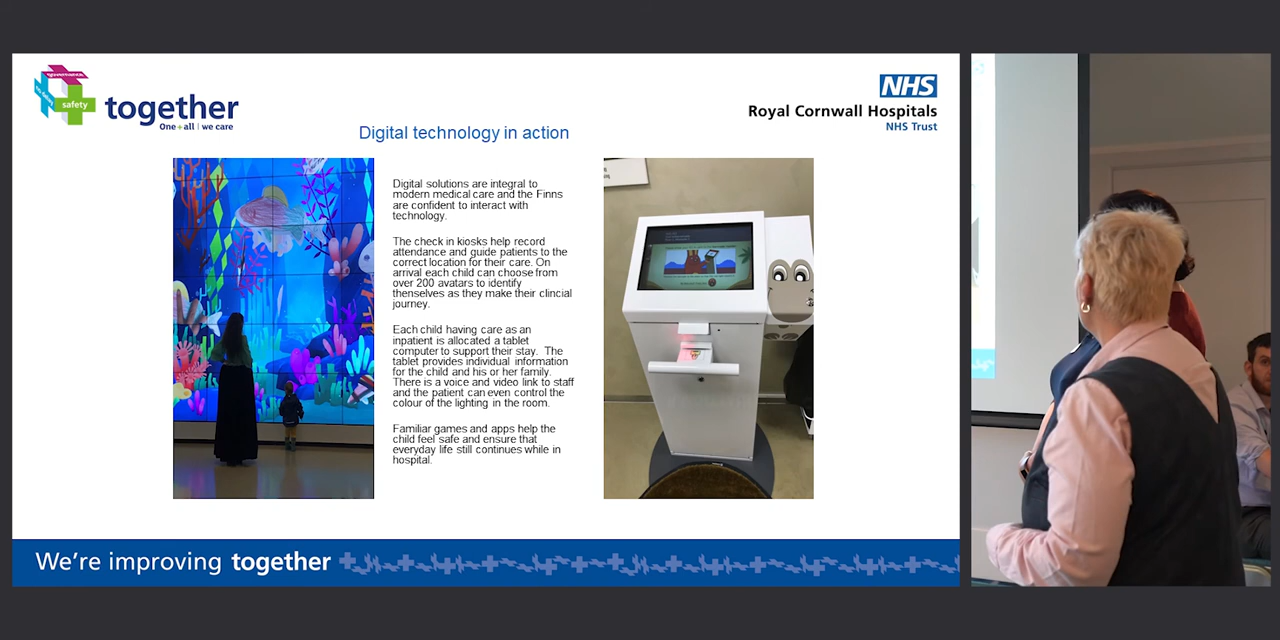 safety
together
One + all | we care
NHS
Royal Cornwall Hospitals
NHS Trust
Digital technology in action
Digital solutions are integral to
modern medical care and the Finns
are confident to interact with
technology.
The check in kiosks help record
attendance and guide patients to the
correct location for their care. On
arrival each child can choose from
over 200 avatars to identify
themselves as they make their clincial
journey.
Each child having care as an
inpatient is allocated a tablet
computer to support their stay. The
tablet provides individual information
for the child and his or her family.
There is a voice and video link to staff
and the patient can even control the
colour of the lighting in the room.
Familiar games and apps help the
child feel safe and ensure that
everyday life still continues while in
hospital.
We're improving together